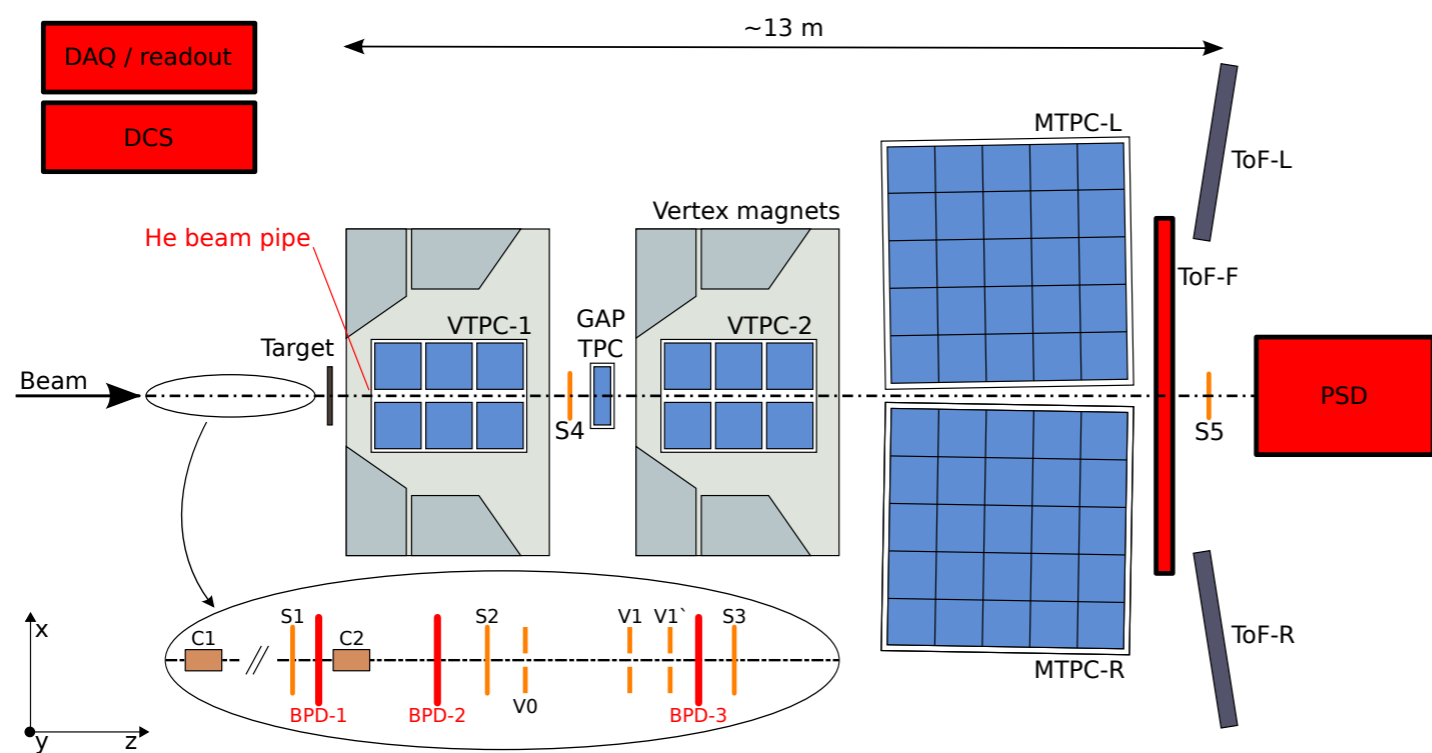 ~13 m
DAQ / readout
DCS
MTPC-L
ToF-L
Vertex magnets
He beam pipe
ToF-F
VTPC-1
GAP
TPC
VTPC-2
Target
Beam
PSD
S4
S5
S1
S2
V1
V1`
S3
C1
C2
V0
BPD-1
BPD-2
BPD-3
MTPC-R
ToF-R
x
y
z